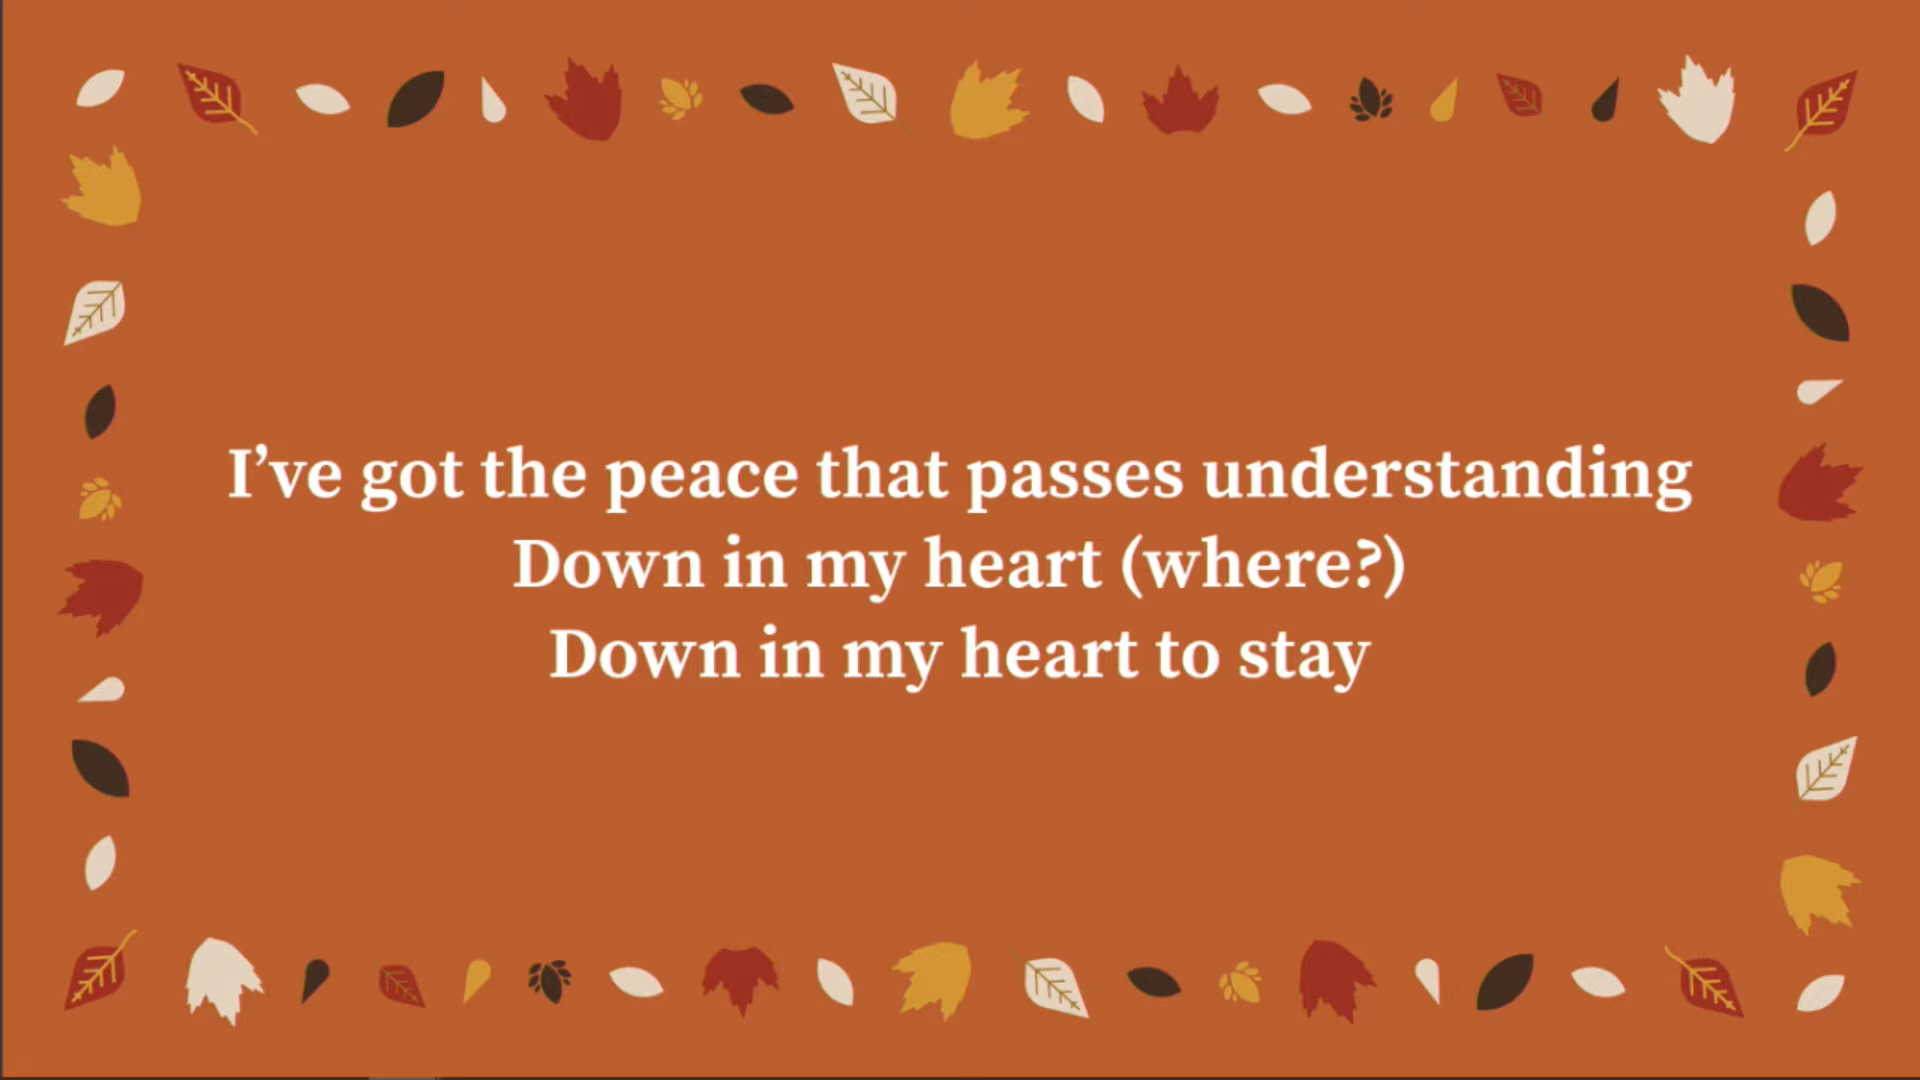 I’ve got the peace that passes understanding
Down in my heart (where?)
Down in my heart to stay